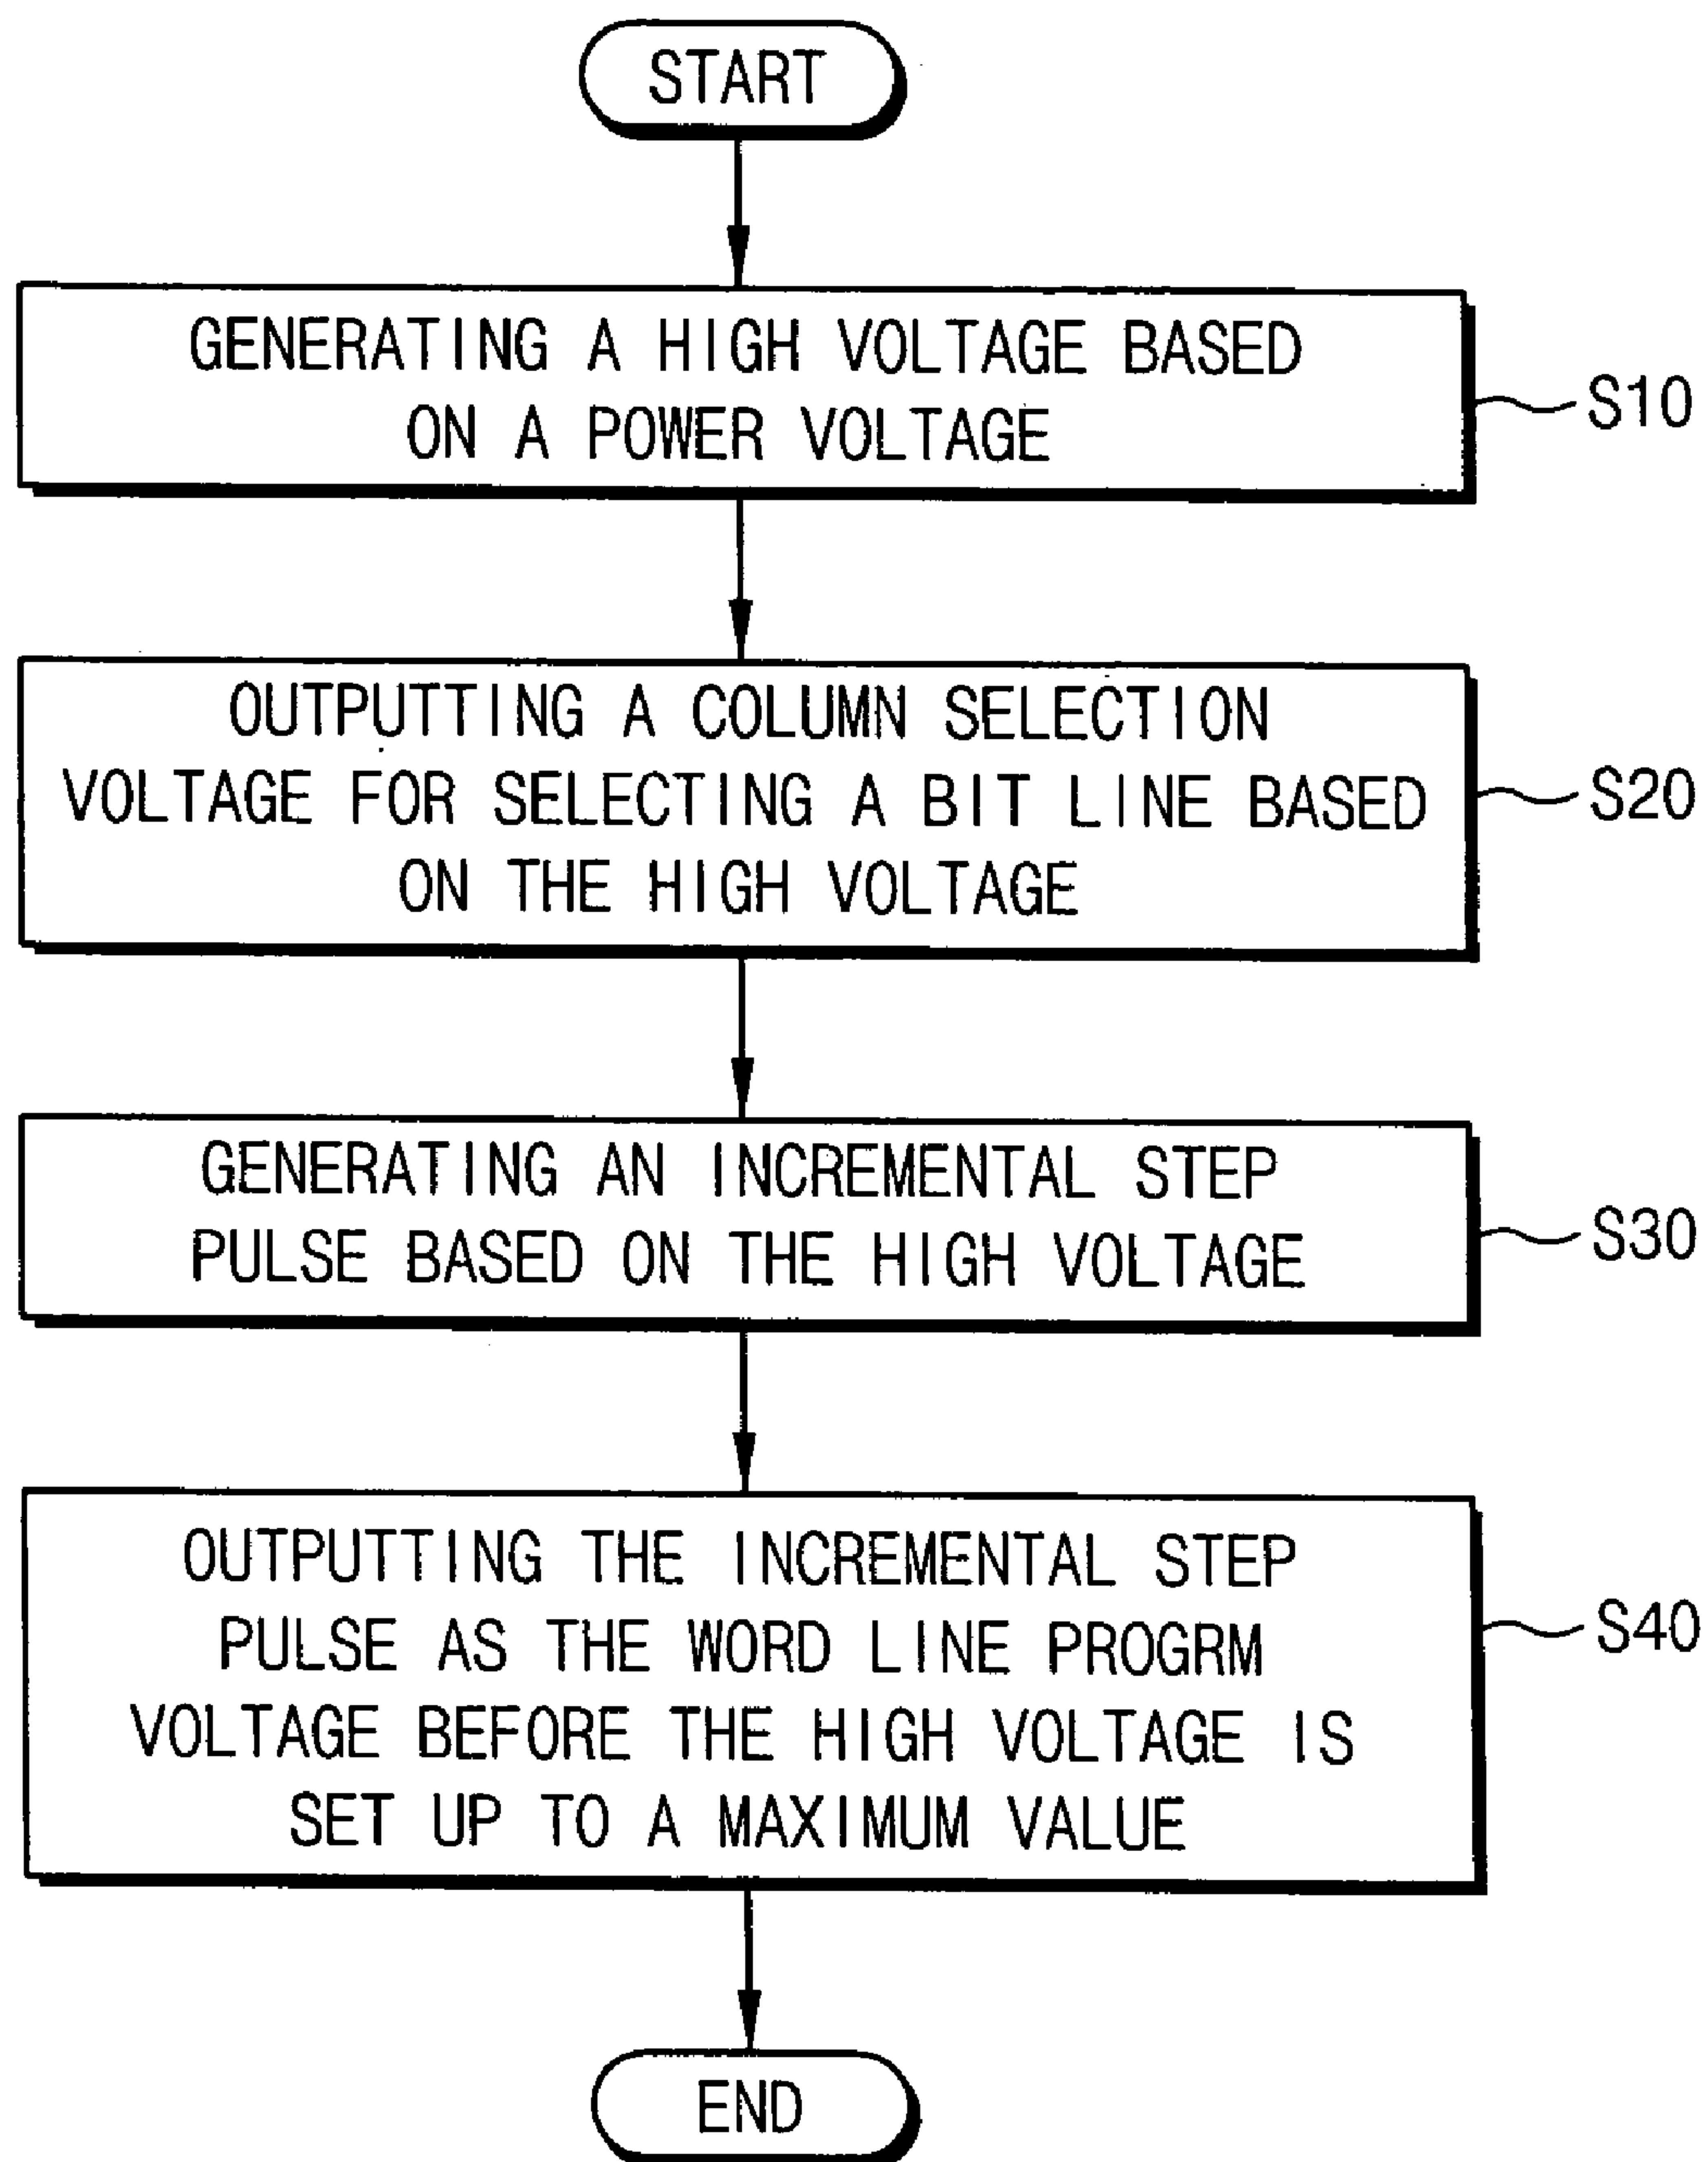 START
GENERATING A HIGH VOLTAGE BASED
ON A POWER VOLTAGE
S10
OUTPUTTING A COLUMN SELECTION
VOLTAGE FOR SELECTING A BIT LINE BASED
ON THE HIGH VOLTAGE
S20
GENERATING AN INCREMENTAL STEP
PULSE BASED ON THE HIGH VOLTAGE
S30
OUTPUTTING THE INCREMENTAL STEP
PULSE AS THE WORD LINE PROGRM
VOLTAGE BEFORE THE HIGH VOLTAGE IS
SET UP TO A MAXIMUM VALUE
S40
END